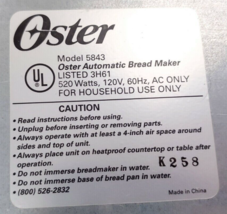 Oster
Model 5843
Oster Automatic Bread Maker
UL
LISTED 3H61
520 Watts, 120V, 60Hz, AC ONLY
FOR HOUSEHOLD USE ONLY
CAUTION
• Read instructions before using.
• Unplug before inserting or removing parts.
• Always operate with at least a 4-inch air space around
sides and top of unit.
• Always place unit on heatproof countertop or table after
use.
• Do not immerse breadmaker in water.
• Do not immerse base of bread pan in water.
• (800) 526-2832
K258
Made in China